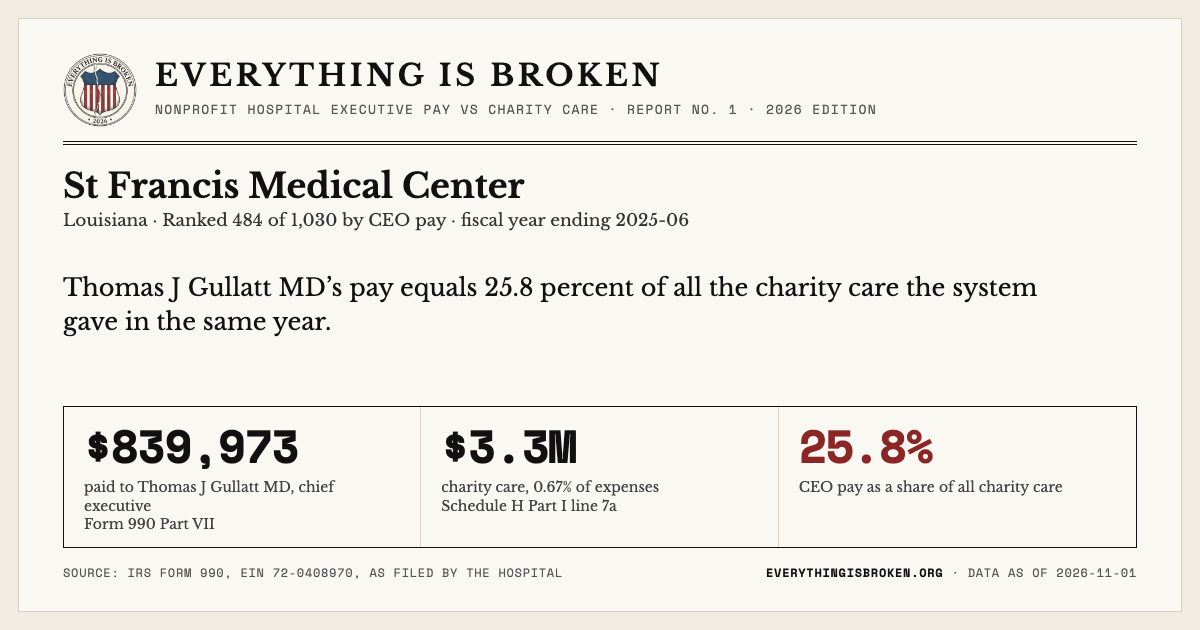 EVERYTHING IS BROKEN
· 2026 ·
EVERYTHING IS BROKEN
NONPROFIT HOSPITAL EXECUTIVE PAY VS CHARITY CARE · REPORT NO. 1 · 2026 EDITION
St Francis Medical Center
Louisiana · Ranked 484 of 1,030 by CEO pay · fiscal year ending 2025-06
Thomas J Gullatt MD’s pay equals 25.8 percent of all the charity care the system
gave in the same year.
$839,973
paid to Thomas J Gullatt MD, chief
executive
Form 990 Part VII
$3.3M
charity care, 0.67% of expenses
Schedule H Part I line 7a
25.8%
CEO pay as a share of all charity care
SOURCE: IRS FORM 990, EIN 72-0408970, AS FILED BY THE HOSPITAL
EVERYTHINGISBROKEN.ORG · DATA AS OF 2026-11-01